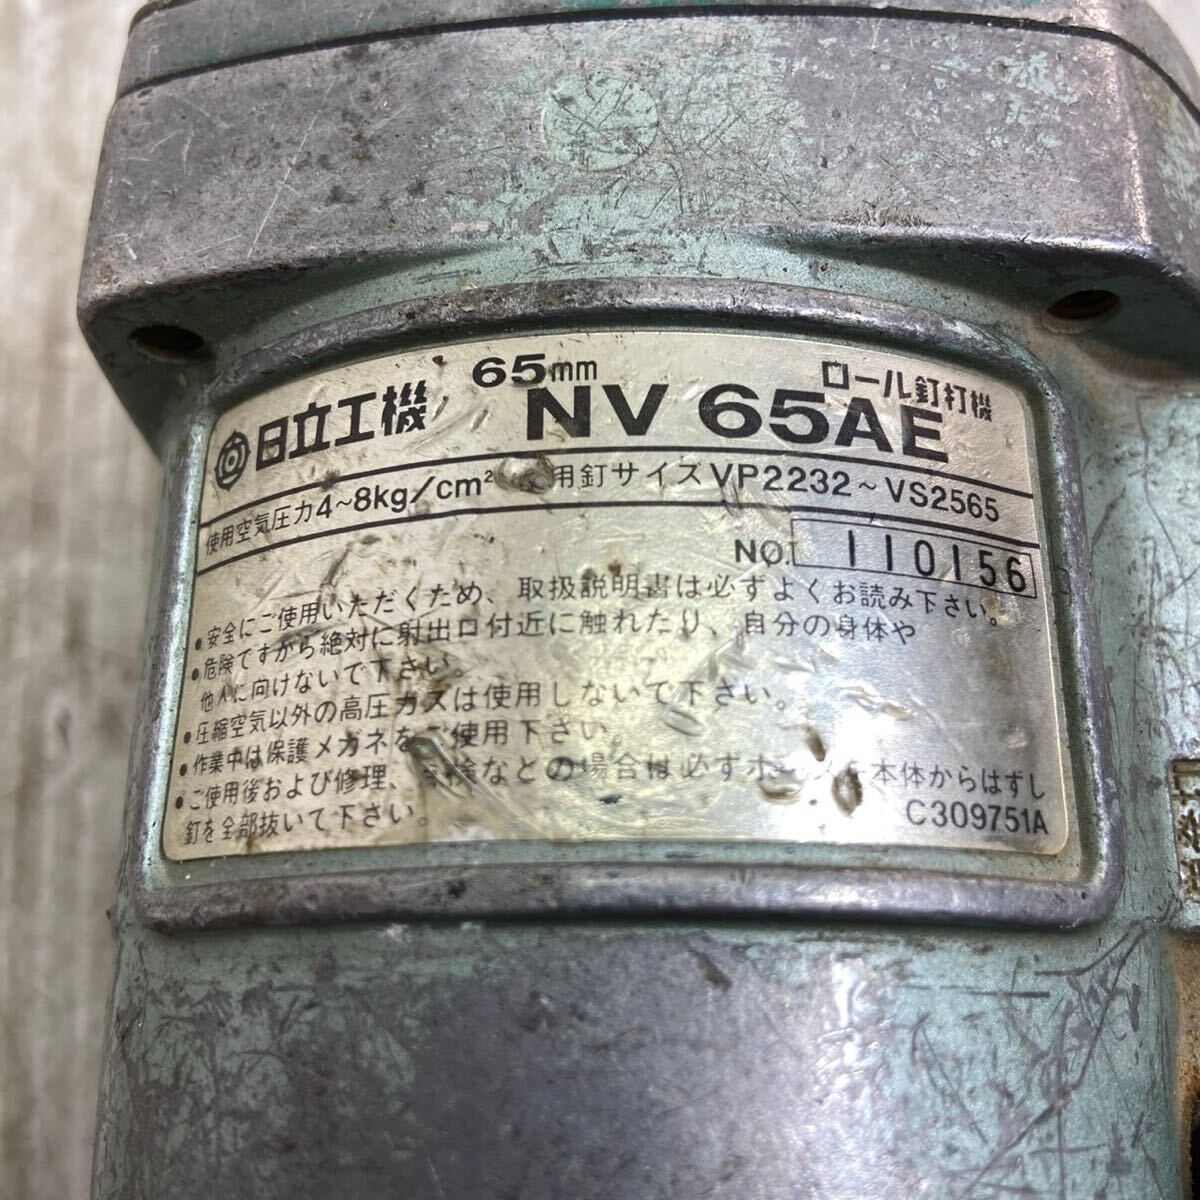 日立工機 65mm NV 65AE ロール釘打機
使用空気圧力4~8kg/cm² 用釘サイズVP2232~VS2565
NO. 110156
•安全にご使用いただくため、取扱説明書は必ずよくお読み下さい。
•危険ですから絶対に射出口付近に触れたり、自分の身体や
他人に向けないで下さい。
•圧縮空気以外の高圧ガスは使用しないで下さい。
•作業中は保護メガネをご使用下さい。
•ご使用後および修理、点検などの場合は必ずホースを本体からはずし
釘を全部抜いて下さい。
C309751A